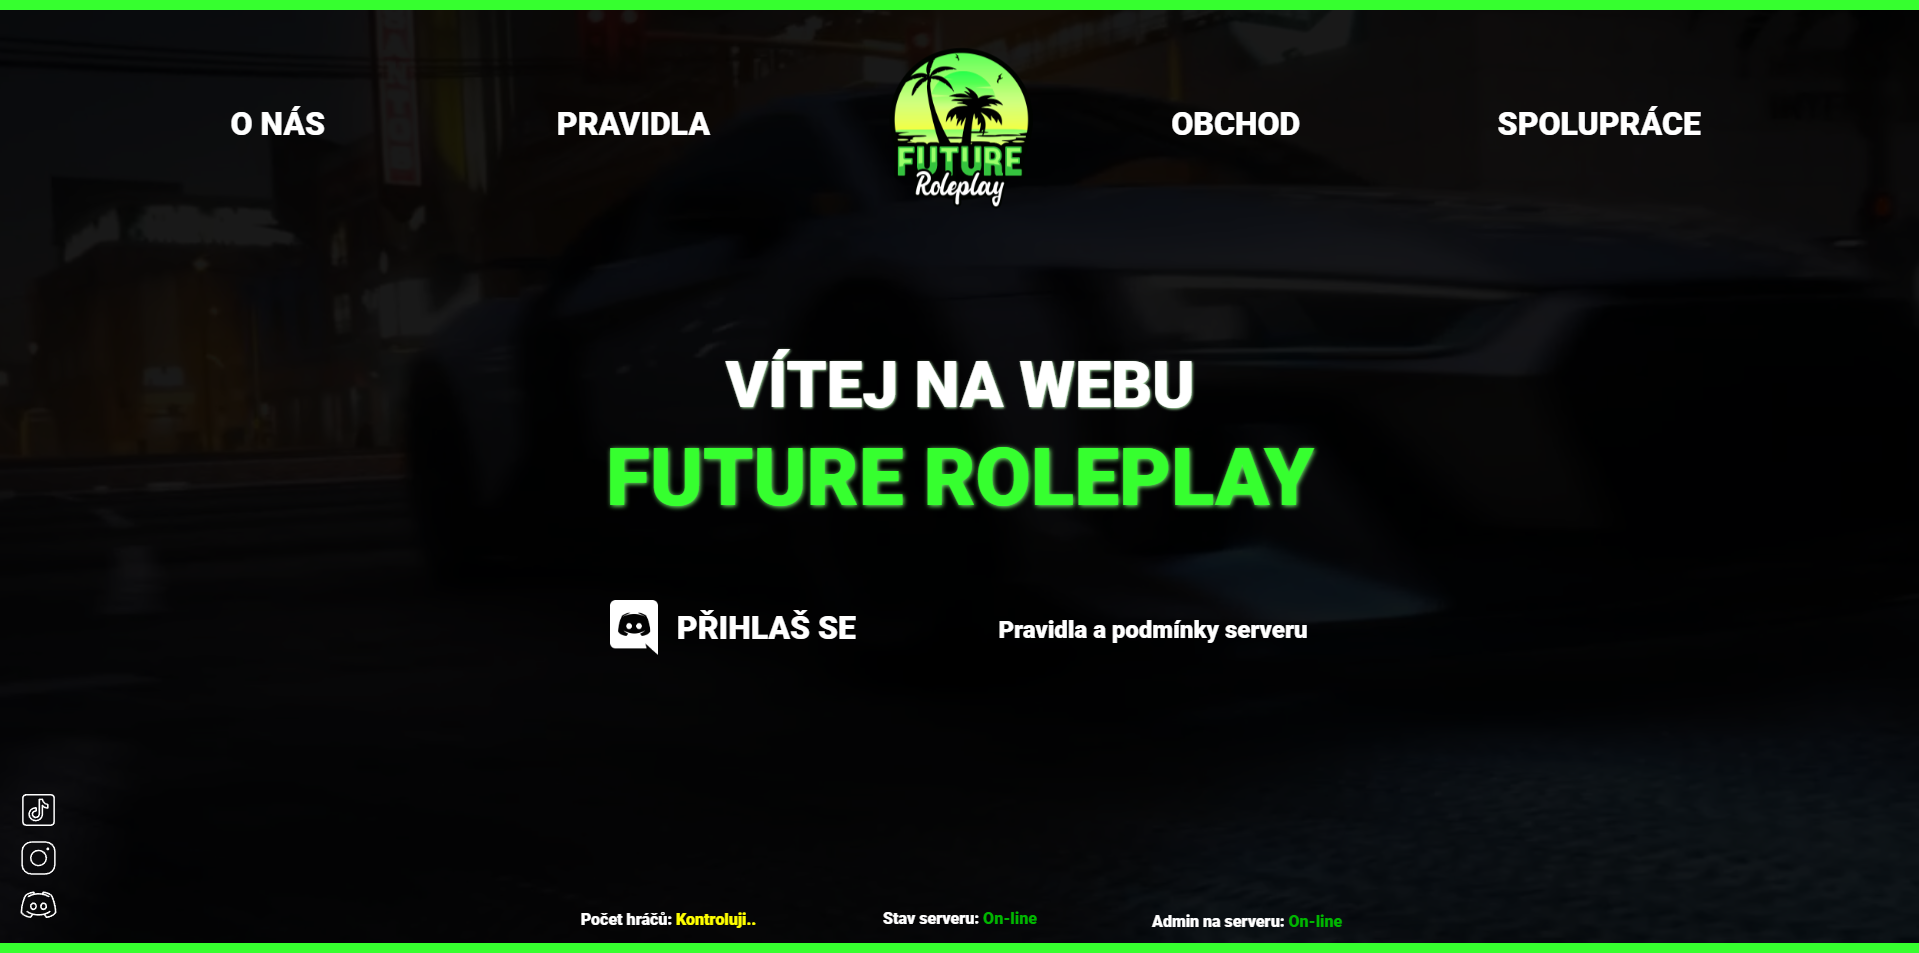 O NÁS
PRAVIDLA
FUTURE
Roleplay
OBCHOD
SPOLUPRÁCE
VÍTEJ NA WEBU
FUTURE ROLEPLAY
PŘIHLAŠ SE
Pravidla a podmínky serveru
Počet hráčů: Kontroluji..
Stav serveru: On-line
Admin na serveru: On-line